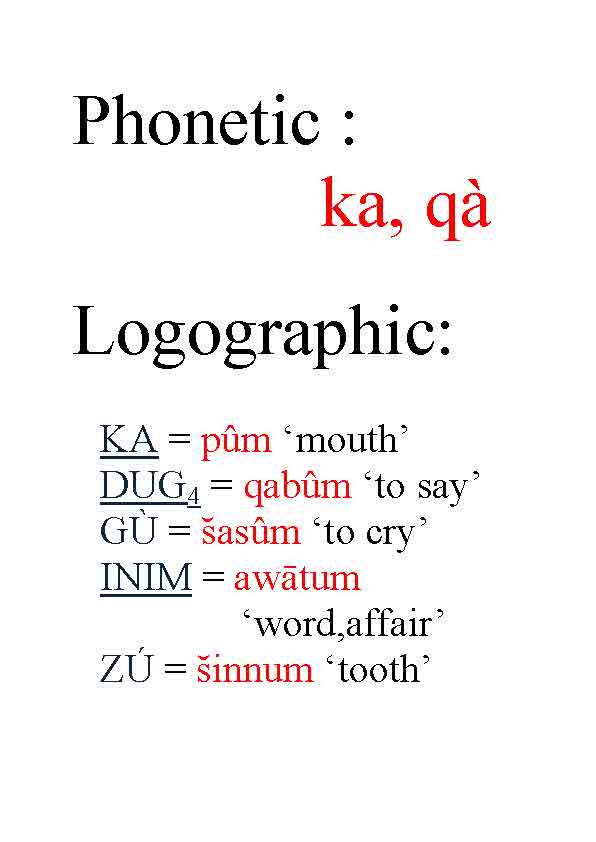 Phonetic :
ka, qà
Logographic:
KA = pûm ‘mouth’
DUG₄ = qabûm ‘to say’
GÙ = šasûm ‘to cry’
INIM = awātum
‘word,affair’
ZÚ = šinnum ‘tooth’